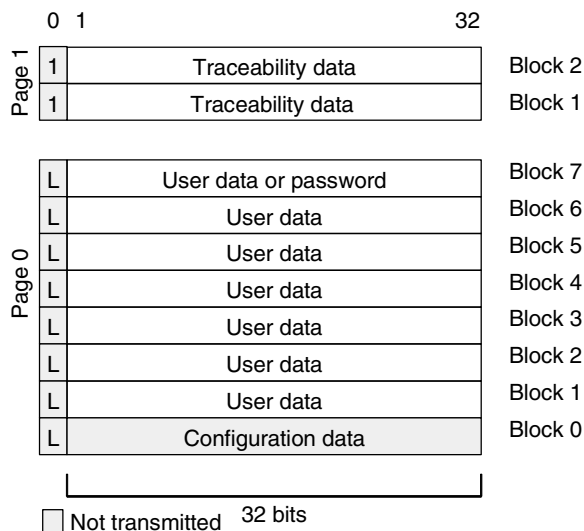 0 1 32
Page 1
1 Traceability data Block 2
1 Traceability data Block 1
Page 0
L User data or password Block 7
L User data Block 6
L User data Block 5
L User data Block 4
L User data Block 3
L User data Block 2
L User data Block 1
L Configuration data Block 0
32 bits
Not transmitted